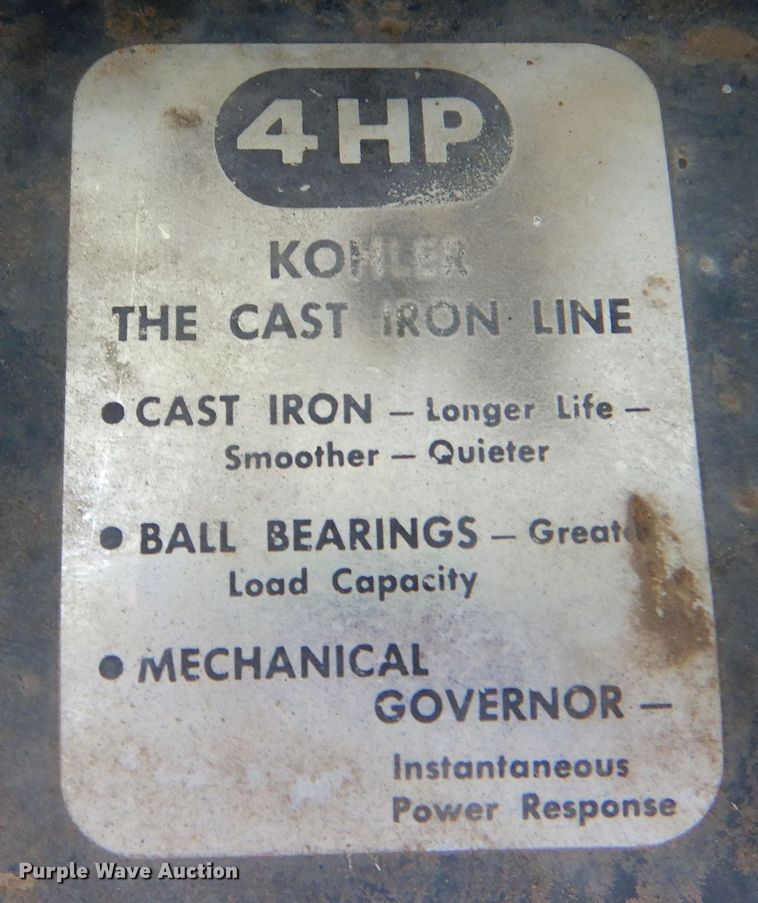 4HP
KOHLER
THE CAST IRON LINE
● CAST IRON — Longer Life —
Smoother — Quieter
● BALL BEARINGS —
Load Capacity
● MECHANICAL
GOVERNOR —
Instantaneous
Power Response
Purple Wave Auction